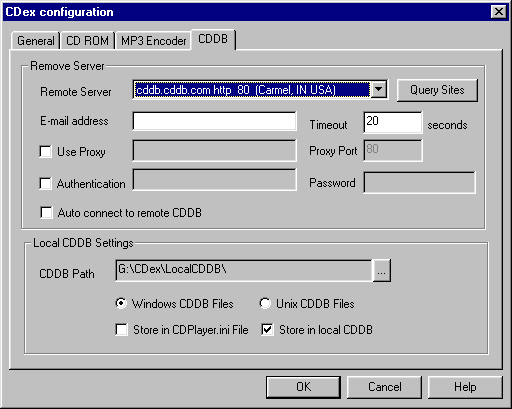 CDex configuration
General CD ROM MP3 Encoder CDDB
Remove Server
Remote Server cddb.cddb.com http 80 (Carmel, IN USA) Query Sites
E-mail address Timeout 20 seconds
Use Proxy Proxy Port 80
Authentication Password
Auto connect to remote CDDB
Local CDDB Settings
CDDB Path G:\CDex\LocalCDDB\ ...
Windows CDDB Files Unix CDDB Files
Store in CDPlayer.ini File Store in local CDDB
OK Cancel Help